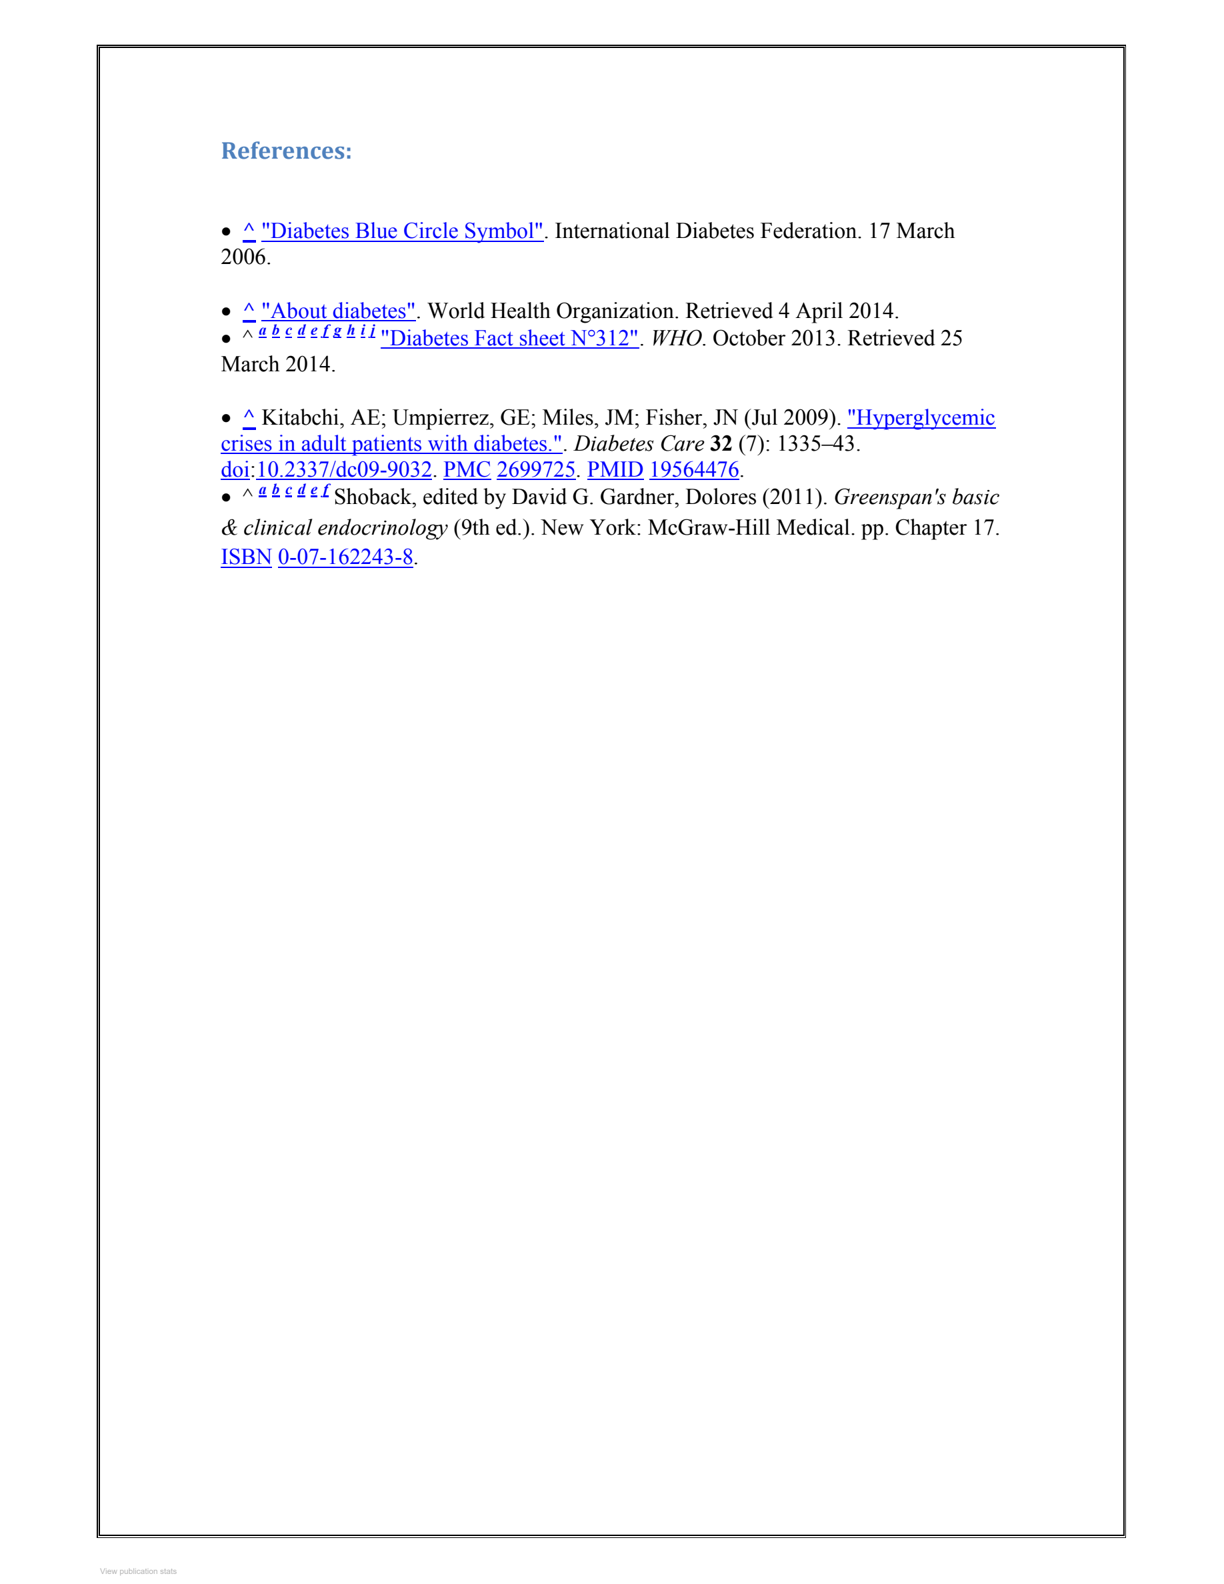 References:
• ^ "Diabetes Blue Circle Symbol". International Diabetes Federation. 17 March
2006.
• ^ "About diabetes". World Health Organization. Retrieved 4 April 2014.
• ^ a b c d e f g h i j "Diabetes Fact sheet N°312". WHO. October 2013. Retrieved 25
March 2014.
• ^ Kitabchi, AE; Umpierrez, GE; Miles, JM; Fisher, JN (Jul 2009). "Hyperglycemic
crises in adult patients with diabetes.". Diabetes Care 32 (7): 1335–43.
doi:10.2337/dc09-9032. PMC 2699725. PMID 19564476.
• ^ a b c d e f Shoback, edited by David G. Gardner, Dolores (2011). Greenspan's basic
& clinical endocrinology (9th ed.). New York: McGraw-Hill Medical. pp. Chapter 17.
ISBN 0-07-162243-8.
View publication stats